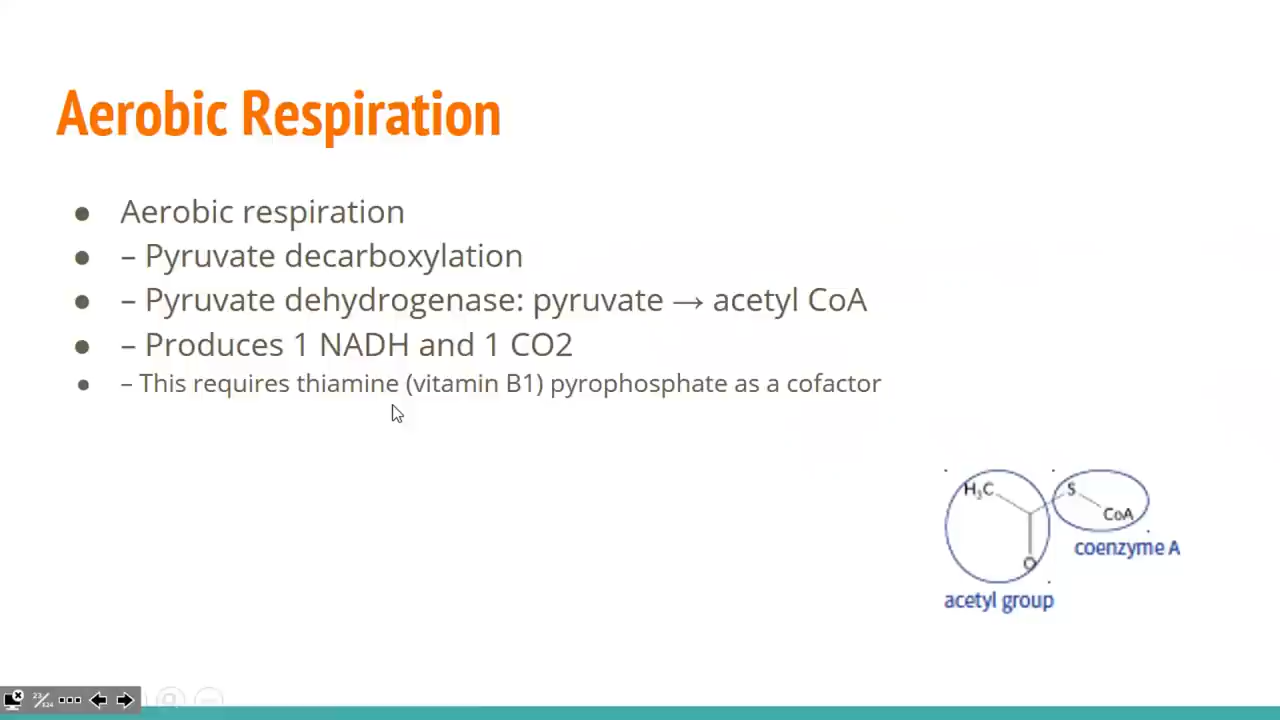 Aerobic Respiration
● Aerobic respiration
● – Pyruvate decarboxylation
● – Pyruvate dehydrogenase: pyruvate → acetyl CoA
● – Produces 1 NADH and 1 CO2
● – This requires thiamine (vitamin B1) pyrophosphate as a cofactor
H₃C
S
CoA
O
coenzyme A
acetyl group